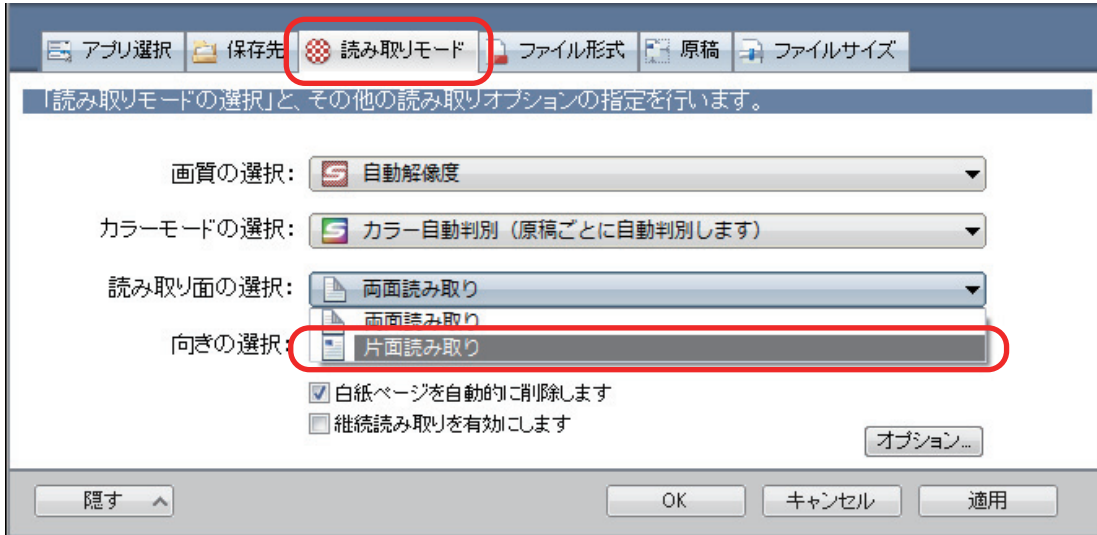 アプリ選択 保存先 読み取りモード ファイル形式 原稿 ファイルサイズ
「読み取りモードの選択」と、その他の読み取りオプションの指定を行います。
画質の選択: 自動解像度
カラーモードの選択: カラー自動判別（原稿ごとに自動判別します）
読み取り面の選択: 両面読み取り
両面読み取り
向きの選択: 片面読み取り
白紙ページを自動的に削除します
継続読み取りを有効にします
オプション...
隠す OK キャンセル 適用